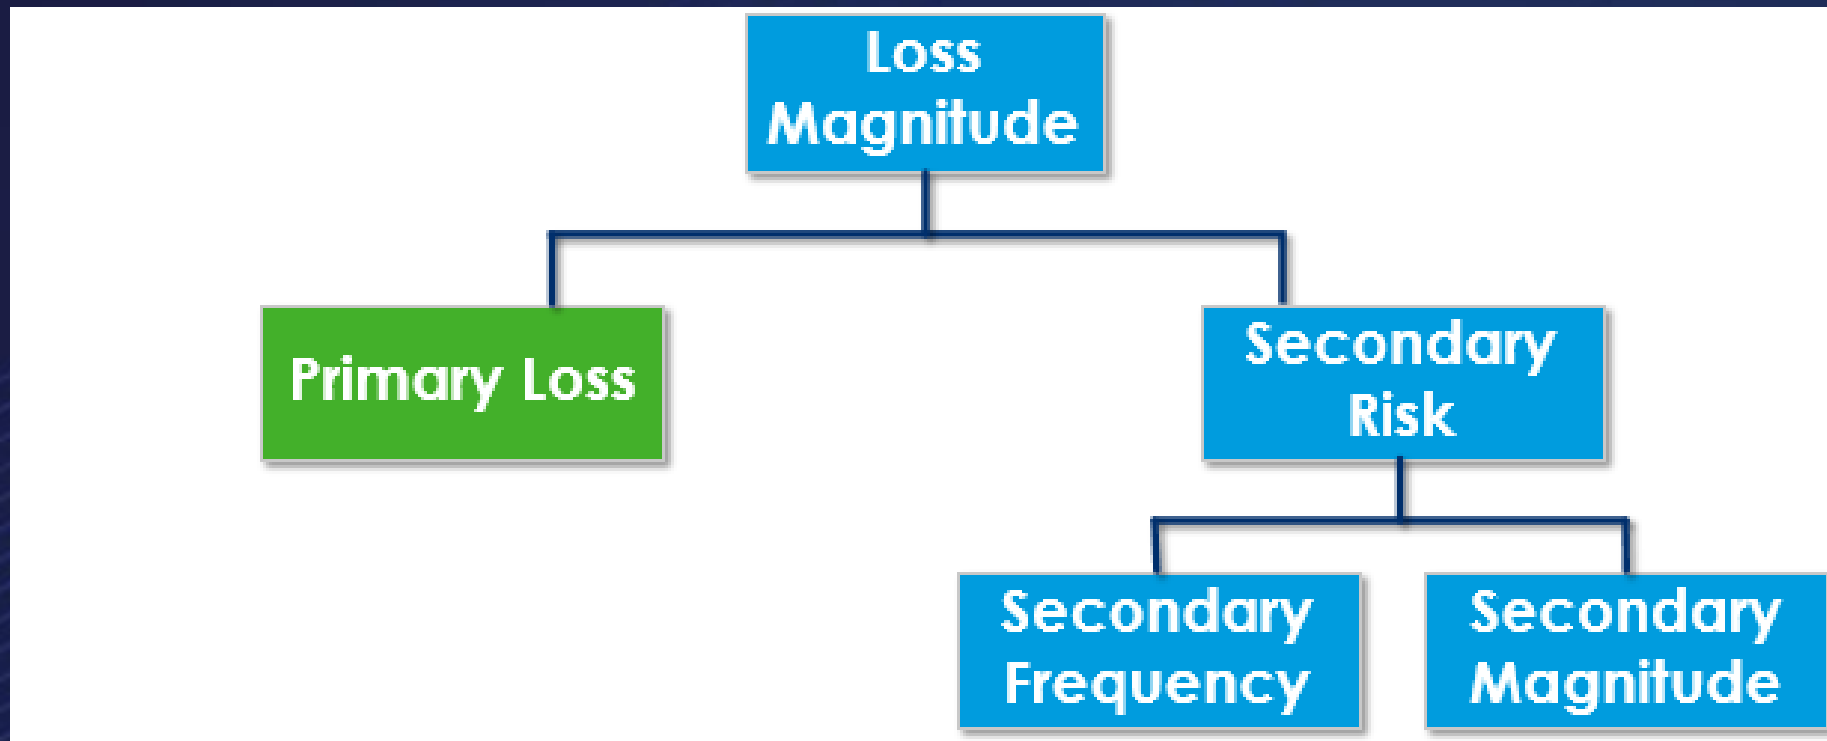 Loss
Magnitude
Primary Loss
Secondary
Risk
Secondary
Frequency
Secondary
Magnitude